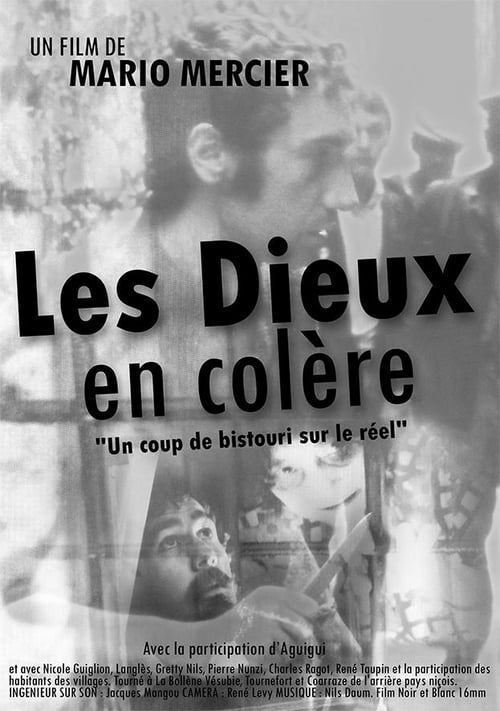 UN FILM DE
MARIO MERCIER
Les Dieux
en colère
"Un coup de bistouri sur le réel"
Avec la participation d'Aguigui
et avec Nicole Guiglion, Langlès, Gretty Nils, Pierre Nunzi, Charles Ragot, René Taupin et la participation des
habitants des villages. Tourné à La Bollène Vésubie, Tournefort et Coarraze de l'arrière pays niçois.
INGENIEUR SUR SON : Jacques Mangou CAMERA : René Levy MUSIQUE : Nils Daum. Film Noir et Blanc 16mm